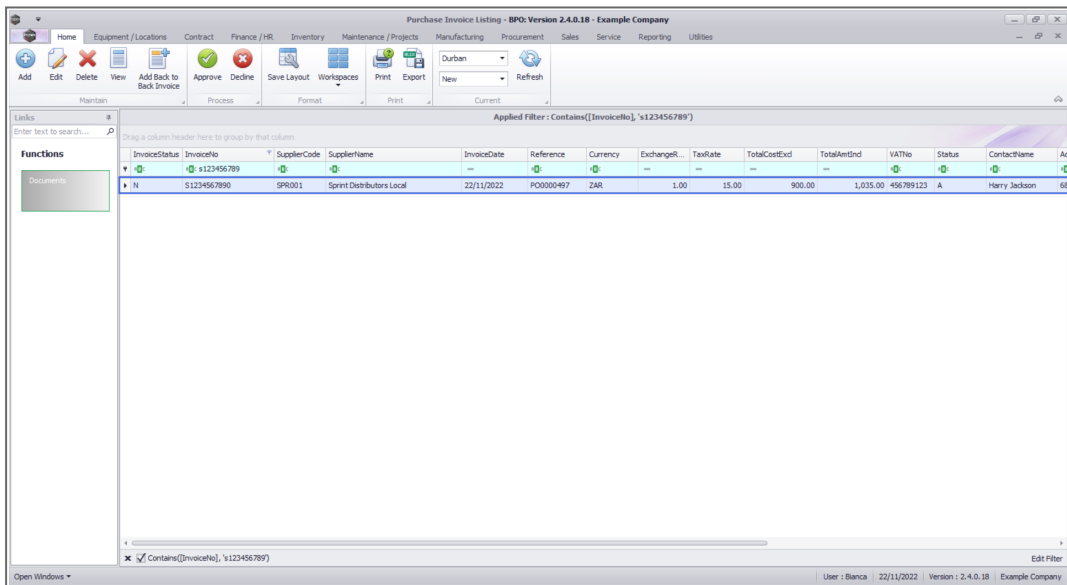 Purchase Invoice Listing - BPO: Version 2.4.0.18 - Example Company
Home Equipment / Locations Contract Finance / HR Inventory Maintenance / Projects Manufacturing Procurement Sales Service Reporting Utilities
Add Edit Delete View Add Back to Back Invoice Approve Decline Save Layout Workspaces Print Export Durban New Refresh
Maintain Process Format Print Current
Links
Applied Filter : Contains([InvoiceNo], 's123456789')
Enter text to search...
Drag a column header here to group by that column
Functions
Documents
InvoiceStatus InvoiceNo SupplierCode SupplierName InvoiceDate Reference Currency ExchangeR... TaxRate TotalCostExcl TotalAmtIncl VATNo Status ContactName
s123456789
N S1234567890 SPR001 Sprint Distributors Local 22/11/2022 PO0000497 ZAR 1.00 15.00 900.00 1,035.00 456789123 A Harry Jackson 68
Contains([InvoiceNo], 's123456789')
Edit Filter
Open Windows
User : Bianca 22/11/2022 Version : 2.4.0.18 Example Company